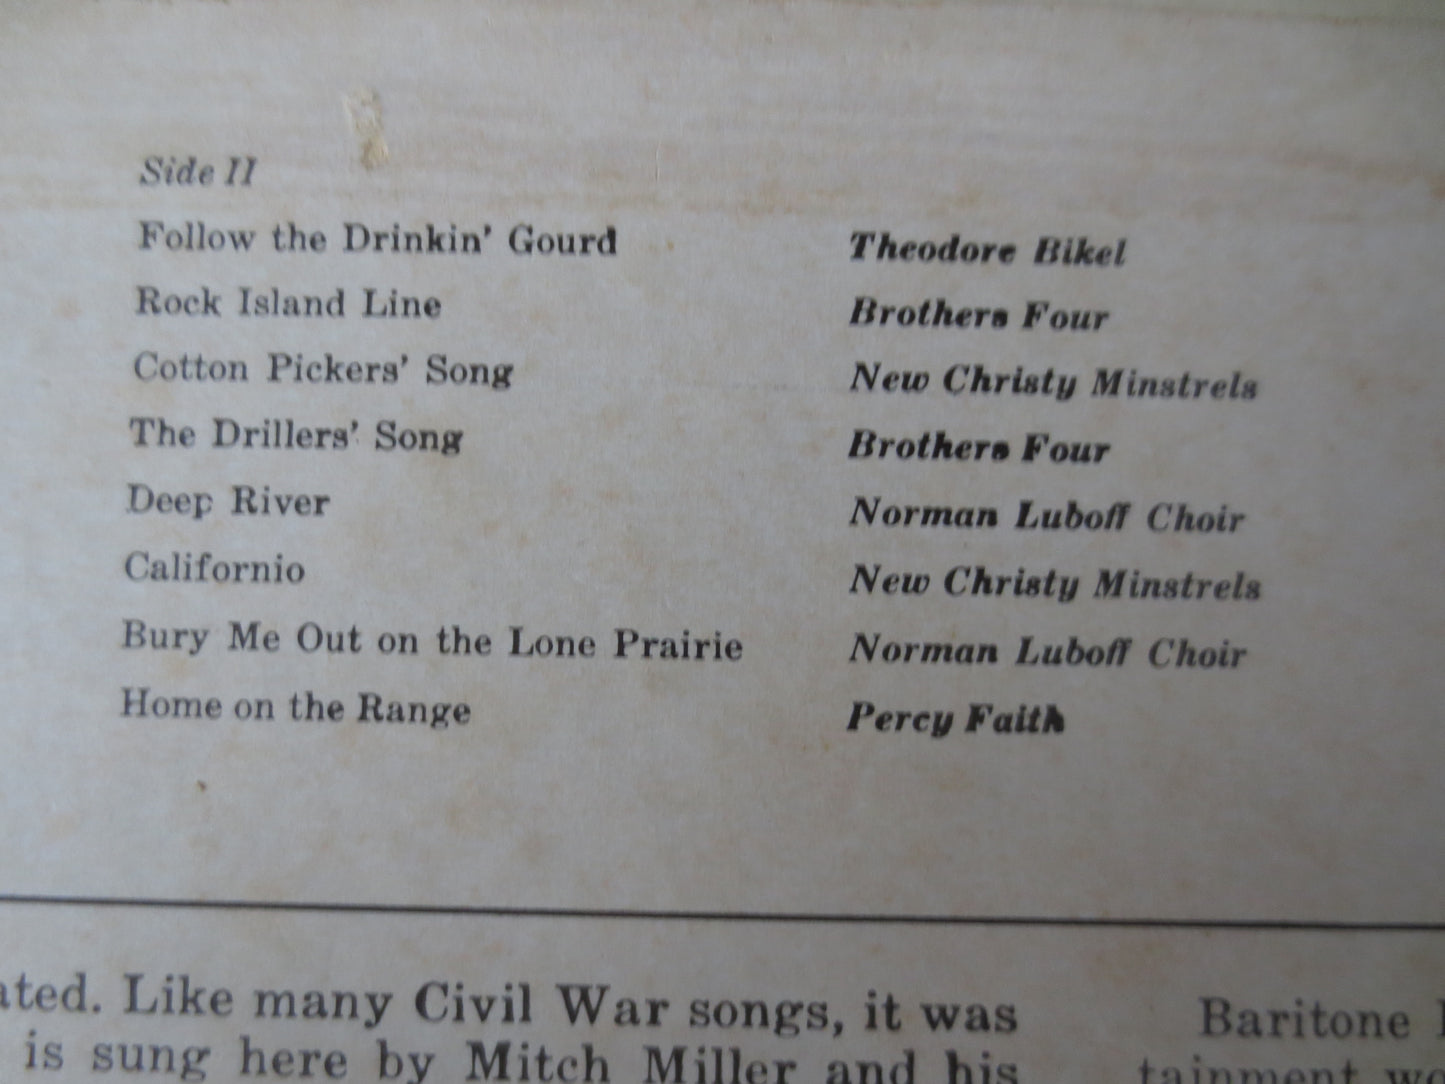 Side II
Follow the Drinkin' Gourd Theodore Bikel
Rock Island Line Brothers Four
Cotton Pickers' Song New Christy Minstrels
The Drillers' Song Brothers Four
Deep River Norman Luboff Choir
Californio New Christy Minstrels
Bury Me Out on the Lone Prairie Norman Luboff Choir
Home on the Range Percy Faith
ated. Like many Civil War songs, it was
is sung here by Mitch Miller and his
Baritone
tainment